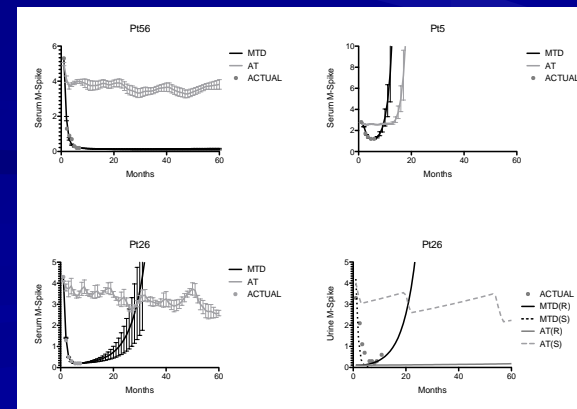 Pt56
Serum M-Spike
6
4
2
0
0 20 40 60
Months
MTD
AT
ACTUAL
Pt5
Serum M-Spike
10
8
6
4
2
0
0 20 40 60
Months
MTD
AT
ACTUAL
Pt26
Serum M-Spike
5
4
3
2
1
0
0 20 40 60
Months
MTD
AT
ACTUAL
Pt26
Urine M-Spike
5
4
3
2
1
0
0 20 40 60
Months
ACTUAL
MTD(R)
MTD(S)
AT(R)
AT(S)